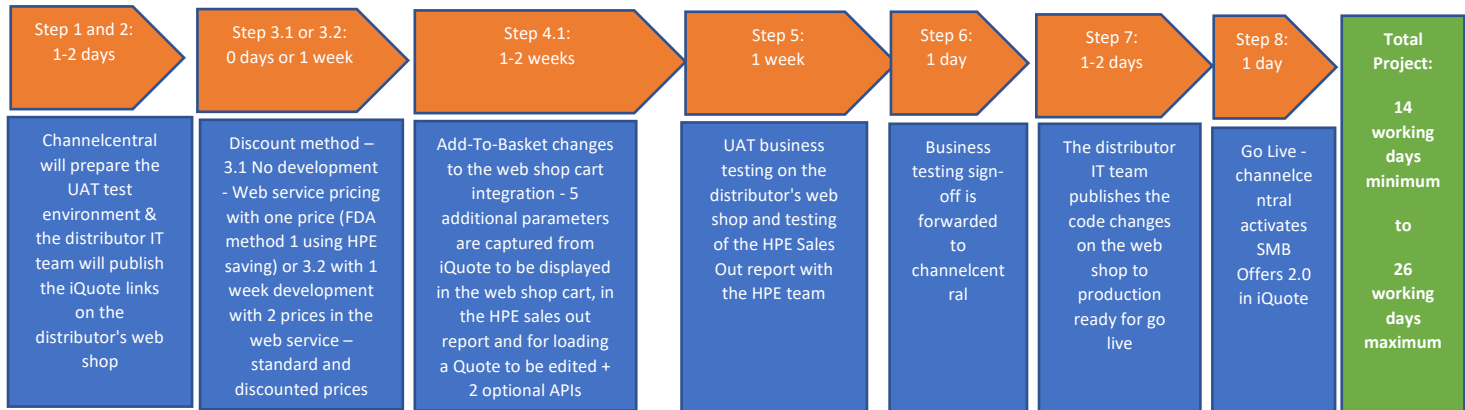 Step 1 and 2:
1-2 days
Step 3.1 or 3.2:
0 days or 1 week
Step 4.1:
1-2 weeks
Step 5:
1 week
Step 6:
1 day
Step 7:
1-2 days
Step 8:
1 day
Total
Project:
14
working
days
minimum
to
26
working
days
maximum
Channelcentral
will prepare the
UAT test
environment &
the distributor IT
team will publish
the iQuote links
on the
distributor's web
shop
Discount method –
3.1 No development
- Web service pricing
with one price (FDA
method 1 using HPE
saving) or 3.2 with 1
week development
with 2 prices in the
web service –
standard and
discounted prices
Add-To-Basket changes
to the web shop cart
integration - 5
additional parameters
are captured from
iQuote to be displayed
in the web shop cart, in
the HPE sales out
report and for loading
a Quote to be edited +
2 optional APIs
UAT business
testing on the
distributor's web
shop and testing
of the HPE Sales
Out report with
the HPE team
Business
testing sign-
off is
forwarded
to
channelcent
ral
The distributor
IT team
publishes the
code changes
on the web
shop to
production
ready for go
live
Go Live -
channelce
ntral
activates
SMB
Offers 2.0
in iQuote